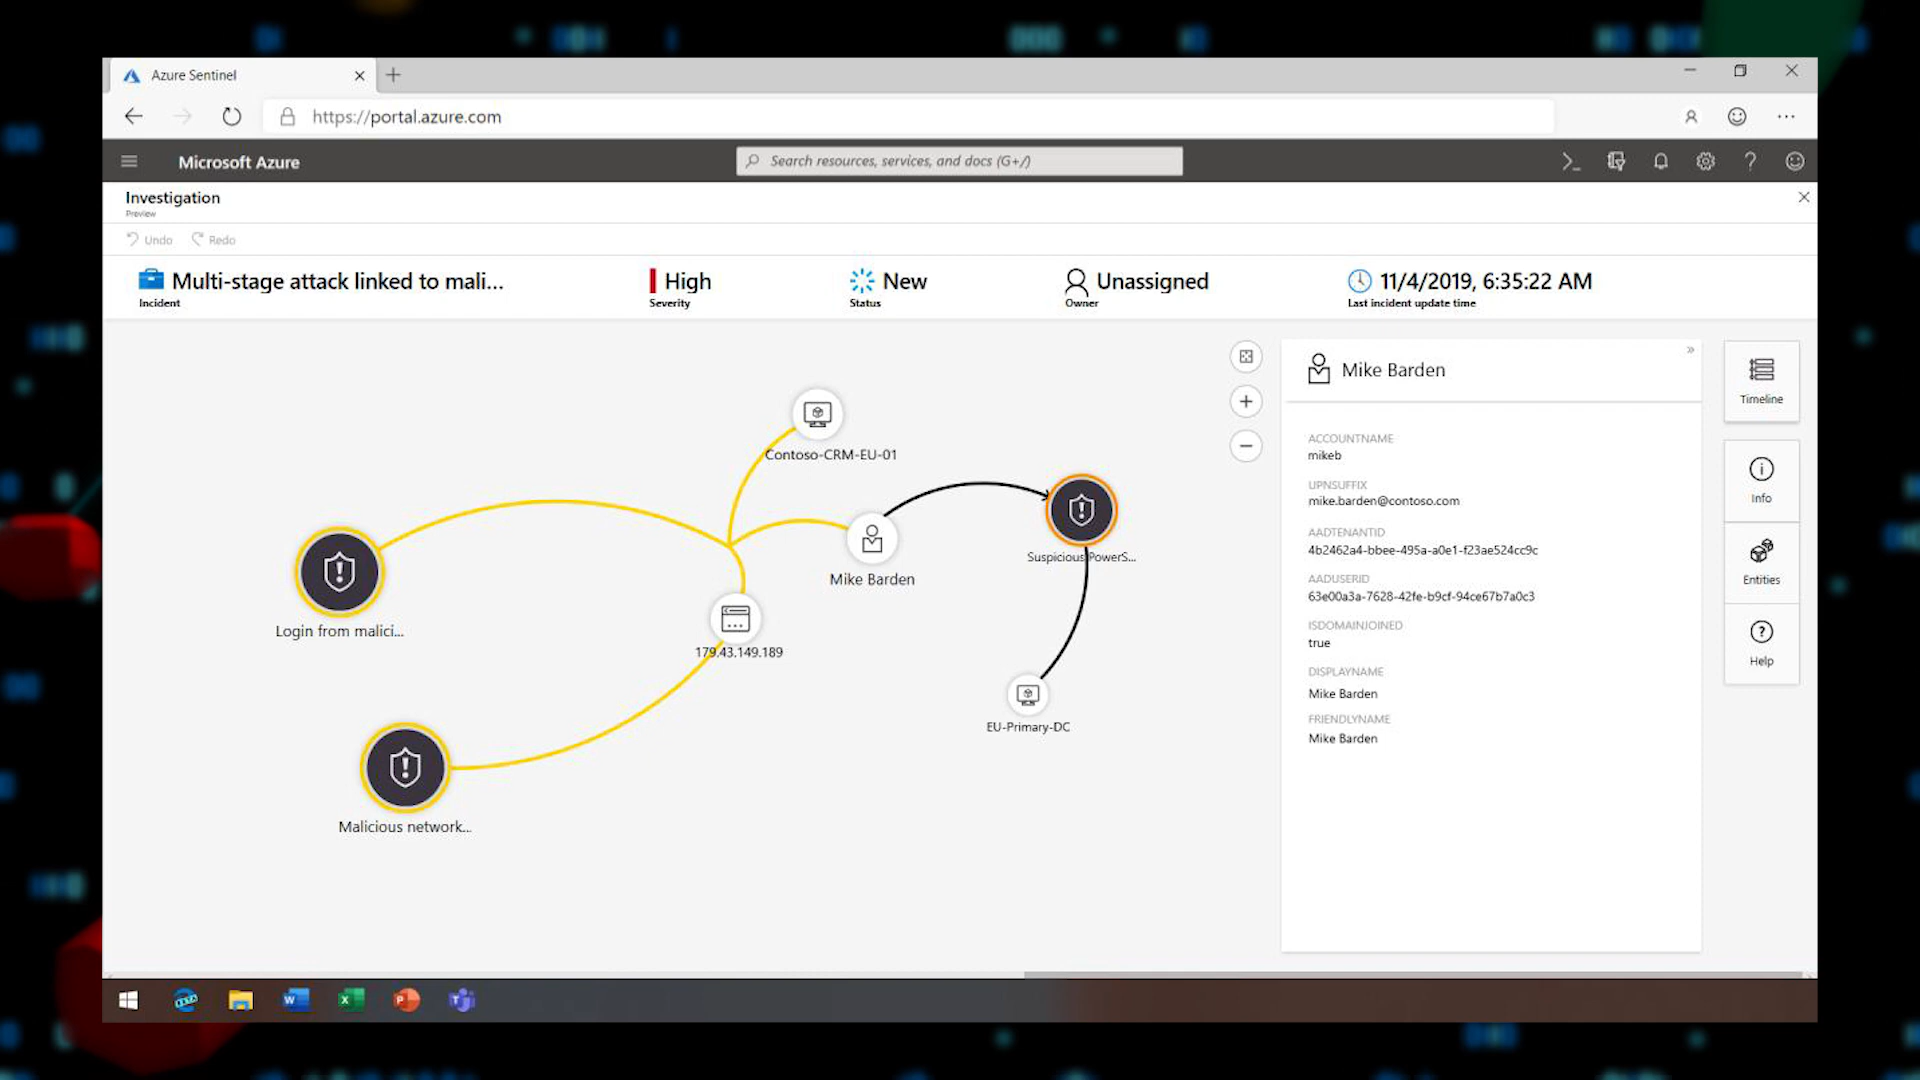 Azure Sentinel
https://portal.azure.com
Microsoft Azure
Search resources, services, and docs (G+/)
Investigation
Preview
Undo Redo
Multi-stage attack linked to mali...
Incident
High
Severity
New
Status
Unassigned
Owner
11/4/2019, 6:35:22 AM
Last incident update time
Contoso-CRM-EU-01
Mike Barden
Suspicious PowerS...
Login from malici...
179.43.149.189
EU-Primary-DC
Malicious network...
Mike Barden
ACCOUNTNAME
mikeb
UPNSUFFIX
mike.barden@contoso.com
AADTENANTID
4b2462a4-bbee-495a-a0e1-f23ae524cc9c
AADUSERID
63e00a3a-7628-42fe-b9cf-94ce67b7a0c3
ISDOMAINJOINED
true
DISPLAYNAME
Mike Barden
FRIENDLYNAME
Mike Barden
Timeline
Info
Entities
Help